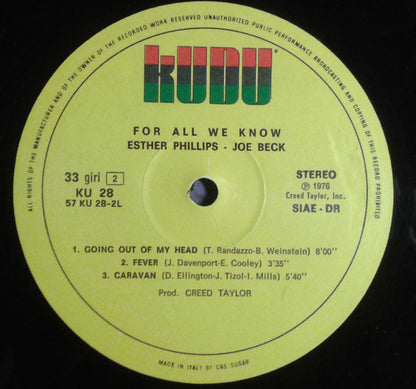 ALL RIGHTS OF THE MANUFACTURER AND OF THE OWNER OF THE RECORDED WORK RESERVED UNAUTHORIZED PUBLIC PERFORMANCE BROADCASTING AND COPYING OF THIS RECORD PROHIBITED
KUDU
FOR ALL WE KNOW
ESTHER PHILLIPS - JOE BECK
33 giri 2
KU 28
57 KU 28-2L
STEREO
℗ 1976
Creed Taylor, Inc.
SIAE - DR
1. GOING OUT OF MY HEAD (T. Randazzo-B. Weinstein) 8'00"
2. FEVER (J. Davenport-E. Cooley) 3'35"
3. CARAVAN (D. Ellington-J. Tizol-I. Mills) 5'40"
Prod. CREED TAYLOR
MADE IN ITALY BY CBS SUGAR